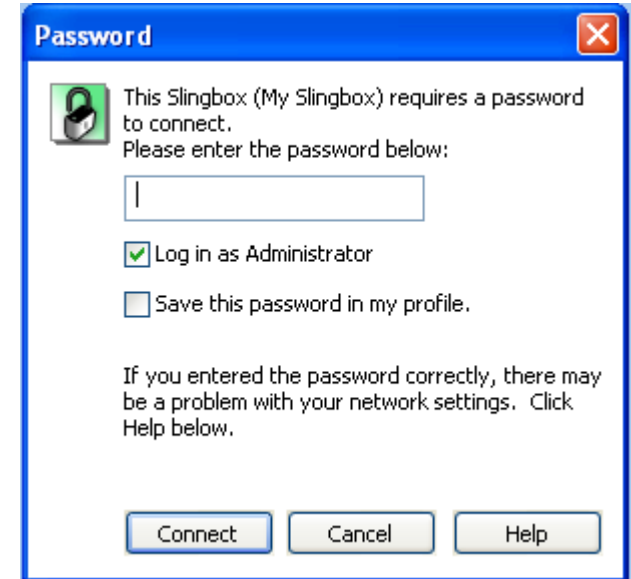 Password
This Slingbox (My Slingbox) requires a password
to connect.
Please enter the password below:
Log in as Administrator
Save this password in my profile.
If you entered the password correctly, there may
be a problem with your network settings.  Click
Help below.
Connect
Cancel
Help